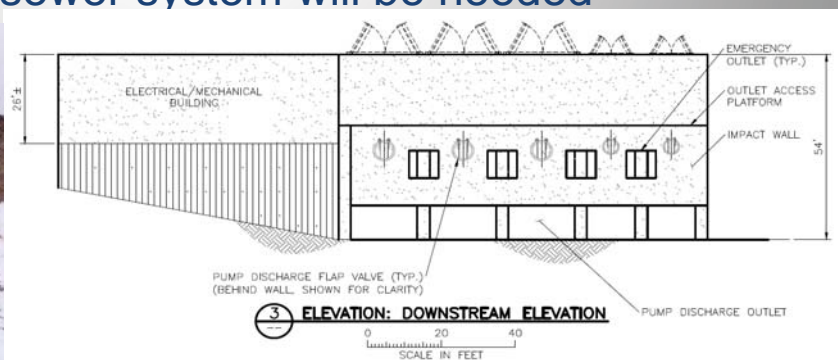 sewer system will be needed
EMERGENCY
OUTLET (TYP.)
ELECTRICAL/MECHANICAL
BUILDING
OUTLET ACCESS
PLATFORM
26'±
IMPACT WALL
54'
PUMP DISCHARGE FLAP VALVE (TYP.)
(BEHIND WALL, SHOWN FOR CLARITY)
PUMP DISCHARGE OUTLET
3
--
ELEVATION: DOWNSTREAM ELEVATION
0 20 40
SCALE IN FEET